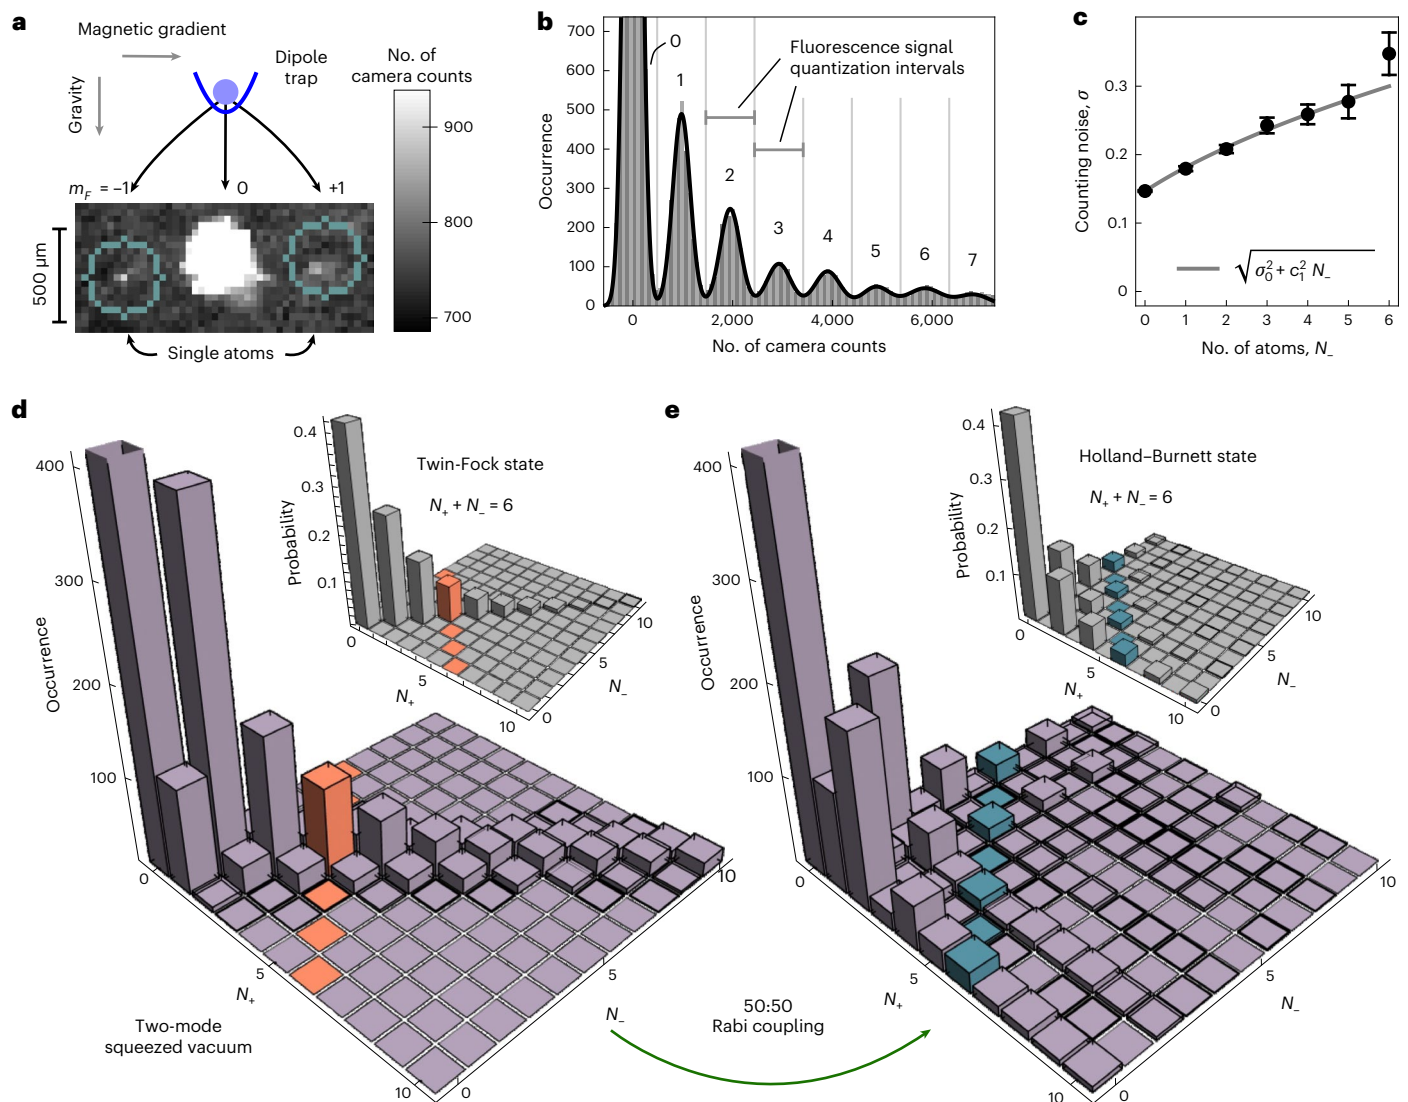 a
Magnetic gradient
Gravity
Dipole
trap
No. of
camera counts
900
800
700
m_F = −1
0
+1
500 μm
Single atoms
b
Occurrence
700
600
500
400
300
200
100
0
0
1
2
3
4
5
6
7
Fluorescence signal
quantization intervals
0
2,000
4,000
6,000
No. of camera counts
c
Counting noise, σ
0.3
0.2
0.1
0
√σ₀² + c₁² N₋
0
1
2
3
4
5
6
No. of atoms, N₋
d
Occurrence
400
300
200
100
0
5
10
N₊
0
5
10
N₋
Two-mode
squeezed vacuum
Probability
0.4
0.3
0.2
0.1
Twin-Fock state
N₊ + N₋ = 6
0
5
10
N₊
0
5
10
N₋
50:50
Rabi coupling
e
Occurrence
400
300
200
100
0
5
10
N₊
0
5
10
N₋
Probability
0.4
0.3
0.2
0.1
Holland–Burnett state
N₊ + N₋ = 6
0
5
10
N₊
0
5
10
N₋